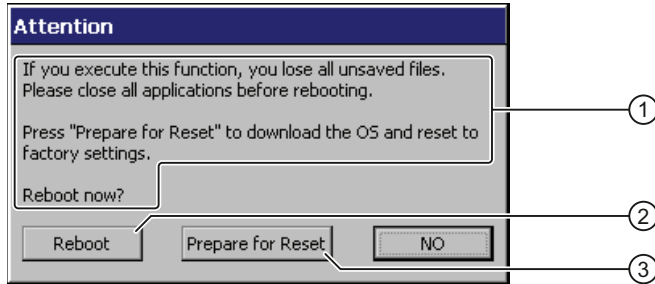 Attention
If you execute this function, you lose all unsaved files.
Please close all applications before rebooting.
Press "Prepare for Reset" to download the OS and reset to
factory settings.
Reboot now?
1
2
Reboot
Prepare for Reset
NO
3